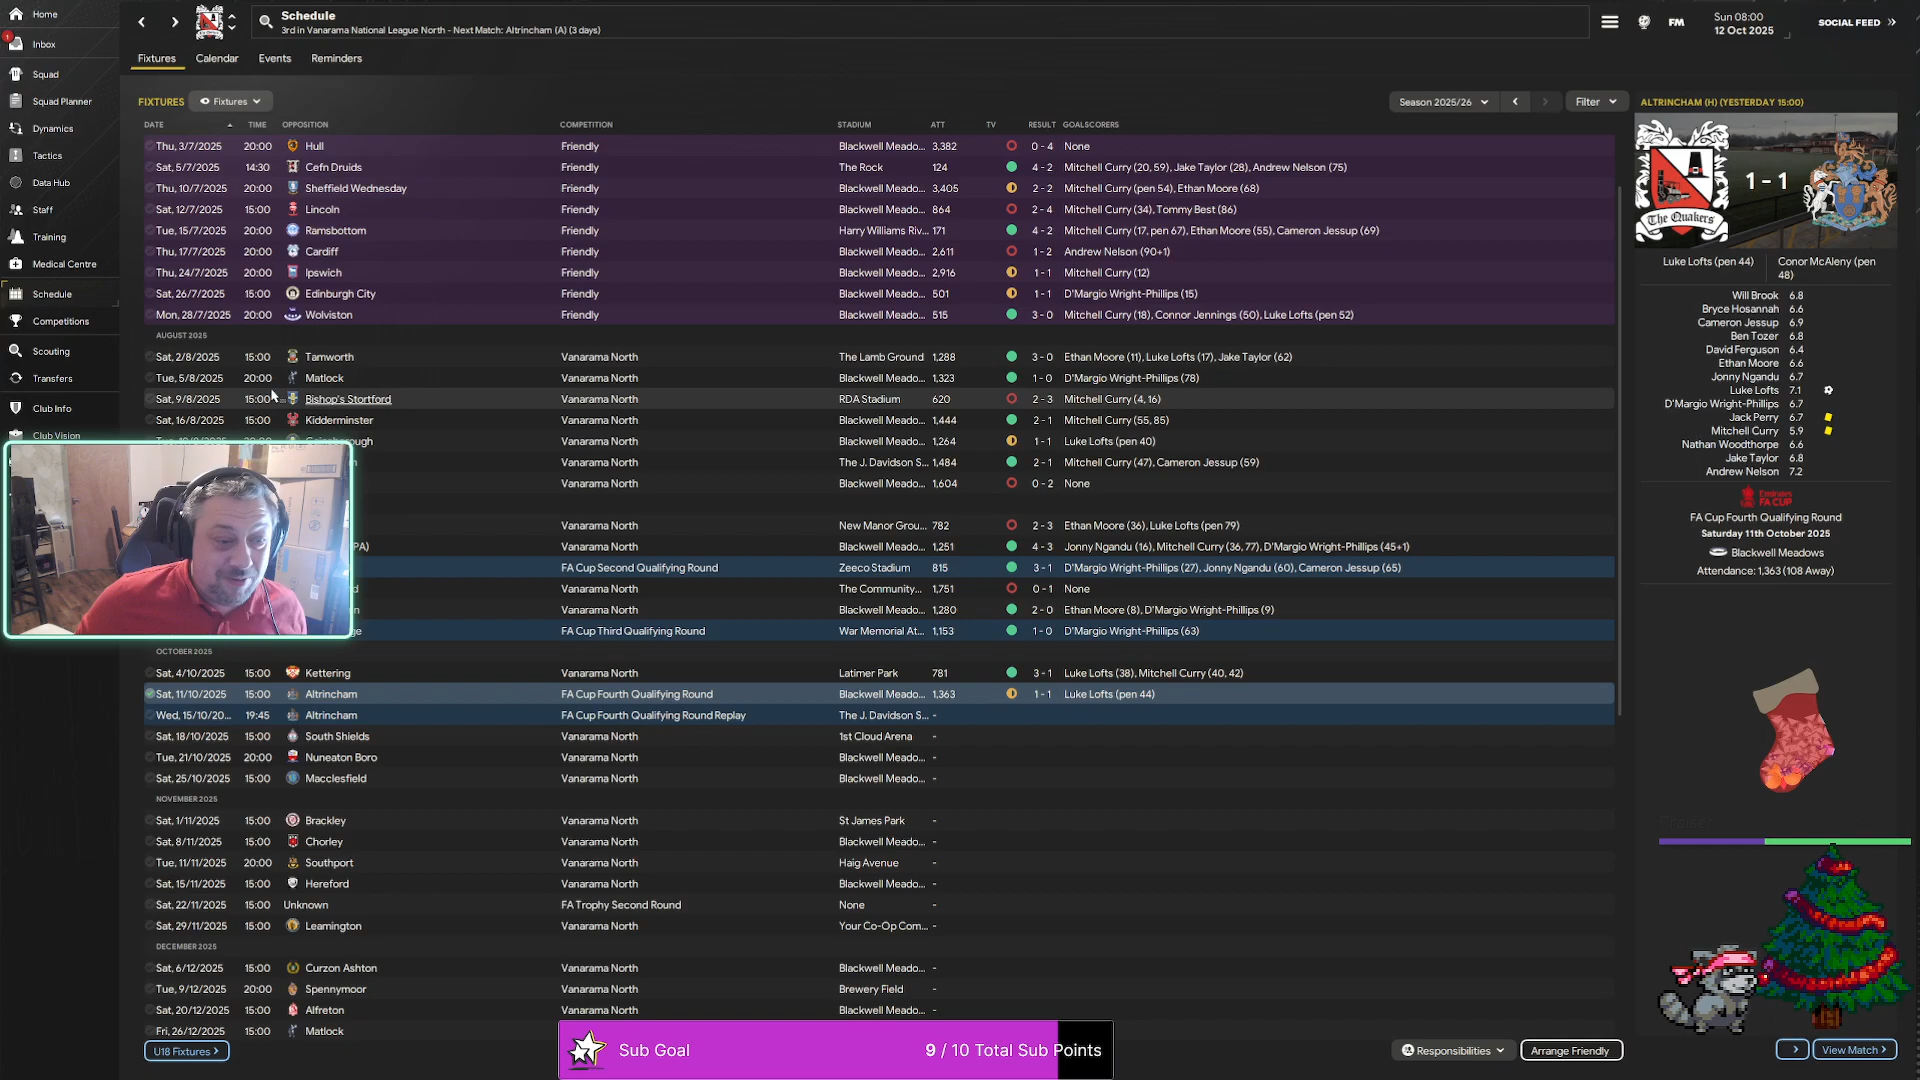 Home
Schedule
3rd in Vanarama National League North - Next Match: Altrincham (A) (3 days)
FM
Sun 08:00
12 Oct 2025
SOCIAL FEED
1
Inbox
Squad
Squad Planner
Dynamics
Tactics
Data Hub
Staff
Training
Medical Centre
Schedule
Competitions
Scouting
Transfers
Club Info
Club Vision
Fixtures Calendar Events Reminders
FIXTURES Fixtures Season 2025/26 Filter
DATE TIME OPPOSITION COMPETITION STADIUM ATT TV RESULT GOALSCORERS
Thu, 3/7/2025 20:00 Hull Friendly Blackwell Meado... 3,382 0 - 4 None
Sat, 5/7/2025 14:30 Cefn Druids Friendly The Rock 124 4 - 2 Mitchell Curry (20, 59), Jake Taylor (28), Andrew Nelson (75)
Thu, 10/7/2025 20:00 Sheffield Wednesday Friendly Blackwell Meado... 3,405 2 - 2 Mitchell Curry (pen 54), Ethan Moore (68)
Sat, 12/7/2025 15:00 Lincoln Friendly Blackwell Meado... 864 2 - 4 Mitchell Curry (34), Tommy Best (86)
Tue, 15/7/2025 20:00 Ramsbottom Friendly Harry Williams Riv... 171 4 - 2 Mitchell Curry (17, pen 67), Ethan Moore (55), Cameron Jessup (69)
Thu, 17/7/2025 20:00 Cardiff Friendly Blackwell Meado... 2,611 1 - 2 Andrew Nelson (90+1)
Thu, 24/7/2025 20:00 Ipswich Friendly Blackwell Meado... 2,916 1 - 1 Mitchell Curry (12)
Sat, 26/7/2025 15:00 Edinburgh City Friendly Blackwell Meado... 501 1 - 1 D'Margio Wright-Phillips (15)
Mon, 28/7/2025 20:00 Wolviston Friendly Blackwell Meado... 515 3 - 0 Mitchell Curry (18), Connor Jennings (50), Luke Lofts (pen 52)
AUGUST 2025
Sat, 2/8/2025 15:00 Tamworth Vanarama North The Lamb Ground 1,288 3 - 0 Ethan Moore (11), Luke Lofts (17), Jake Taylor (62)
Tue, 5/8/2025 20:00 Matlock Vanarama North Blackwell Meado... 1,323 1 - 0 D'Margio Wright-Phillips (78)
Sat, 9/8/2025 15:00 Bishop's Stortford Vanarama North RDA Stadium 620 2 - 3 Mitchell Curry (4, 16)
Sat, 16/8/2025 15:00 Kidderminster Vanarama North Blackwell Meado... 1,444 2 - 1 Mitchell Curry (55, 85)
Gainsborough Vanarama North Blackwell Meado... 1,264 1 - 1 Luke Lofts (pen 40)
Vanarama North The J. Davidson S... 1,484 2 - 1 Mitchell Curry (47), Cameron Jessup (59)
Vanarama North Blackwell Meado... 1,604 0 - 2 None
Vanarama North New Manor Grou... 782 2 - 3 Ethan Moore (36), Luke Lofts (pen 79)
PA) Vanarama North Blackwell Meado... 1,251 4 - 3 Jonny Ngandu (16), Mitchell Curry (36, 77), D'Margio Wright-Phillips (45+1)
FA Cup Second Qualifying Round Zeeco Stadium 815 3 - 1 D'Margio Wright-Phillips (27), Jonny Ngandu (60), Cameron Jessup (65)
d Vanarama North The Community... 1,751 0 - 1 None
n Vanarama North Blackwell Meado... 1,280 2 - 0 Ethan Moore (8), D'Margio Wright-Phillips (9)
ge FA Cup Third Qualifying Round War Memorial At... 1,153 1 - 0 D'Margio Wright-Phillips (63)
OCTOBER 2025
Sat, 4/10/2025 15:00 Kettering Vanarama North Latimer Park 781 3 - 1 Luke Lofts (38), Mitchell Curry (40, 42)
Sat, 11/10/2025 15:00 Altrincham FA Cup Fourth Qualifying Round Blackwell Meado... 1,363 1 - 1 Luke Lofts (pen 44)
Wed, 15/10/20... 19:45 Altrincham FA Cup Fourth Qualifying Round Replay The J. Davidson S... -
Sat, 18/10/2025 15:00 South Shields Vanarama North 1st Cloud Arena -
Tue, 21/10/2025 20:00 Nuneaton Boro Vanarama North Blackwell Meado... -
Sat, 25/10/2025 15:00 Macclesfield Vanarama North Blackwell Meado... -
NOVEMBER 2025
Sat, 1/11/2025 15:00 Brackley Vanarama North St James Park -
Sat, 8/11/2025 15:00 Chorley Vanarama North Blackwell Meado... -
Tue, 11/11/2025 20:00 Southport Vanarama North Haig Avenue -
Sat, 15/11/2025 15:00 Hereford Vanarama North Blackwell Meado... -
Sat, 22/11/2025 15:00 Unknown FA Trophy Second Round None -
Sat, 29/11/2025 15:00 Leamington Vanarama North Your Co-Op Com... -
DECEMBER 2025
Sat, 6/12/2025 15:00 Curzon Ashton Vanarama North Blackwell Meado... -
Tue, 9/12/2025 20:00 Spennymoor Vanarama North Brewery Field -
Sat, 20/12/2025 15:00 Alfreton Vanarama North Blackwell Meado... -
Fri, 26/12/2025 15:00 Matlock
U18 Fixtures
Sub Goal 9 / 10 Total Sub Points
Responsibilities
Arrange Friendly
View Match
ALTRINCHAM (H) (YESTERDAY 15:00)
The Quakers
1 - 1
Luke Lofts (pen 44)
Conor McAleny (pen 48)
Will Brook 6.8
Bryce Hosannah 6.6
Cameron Jessup 6.9
Ben Tozer 6.8
David Ferguson 6.4
Ethan Moore 6.6
Jonny Ngandu 6.7
Luke Lofts 7.1
D'Margio Wright-Phillips 6.7
Jack Perry 6.7
Mitchell Curry 5.9
Nathan Woodthorpe 6.6
Jake Taylor 6.8
Andrew Nelson 7.2
Emirates
FA CUP
FA Cup Fourth Qualifying Round
Saturday 11th October 2025
Blackwell Meadows
Attendance: 1,363 (108 Away)